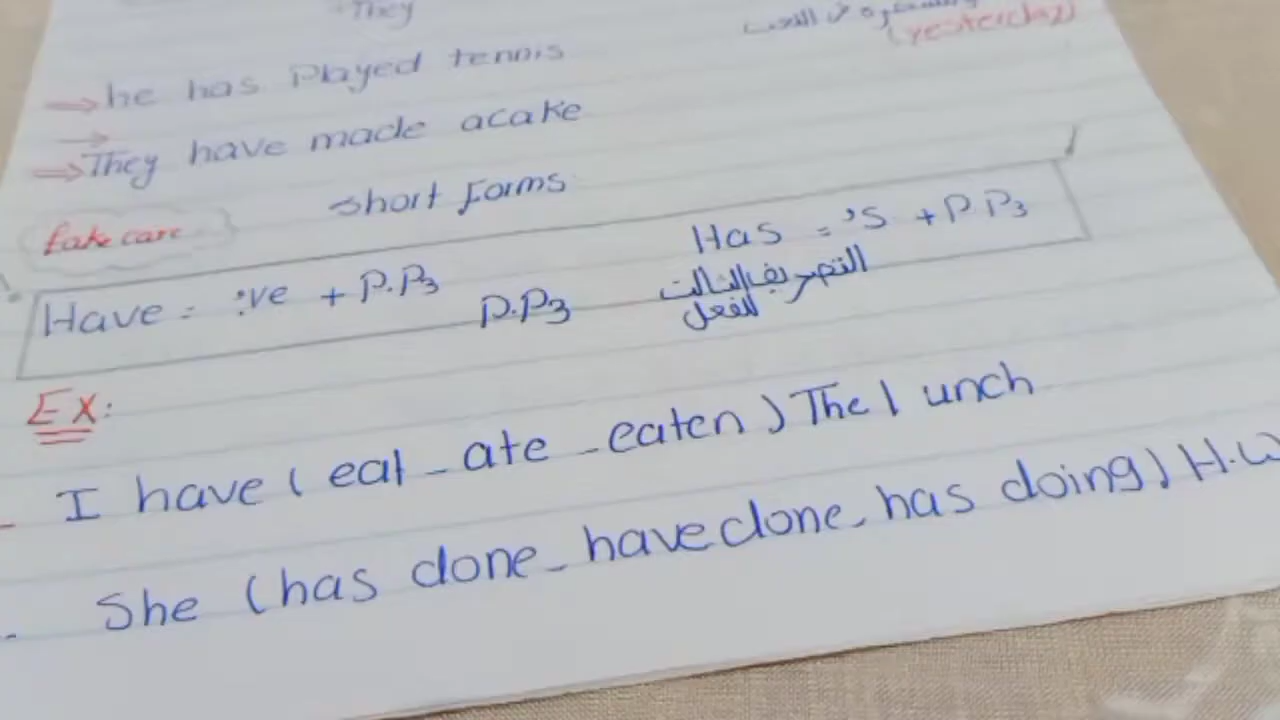 They
(yesterday)
⇒ he has Played tennis
⇒ They have made acake
short forms
take care
Have = 've + P.P3
Has = 's + P P3
P.P3
التصريف الثالث
للفعل
EX:
- I have ( eat - ate - eaten ) The lunch
- She ( has done - have done - has doing ) H.W